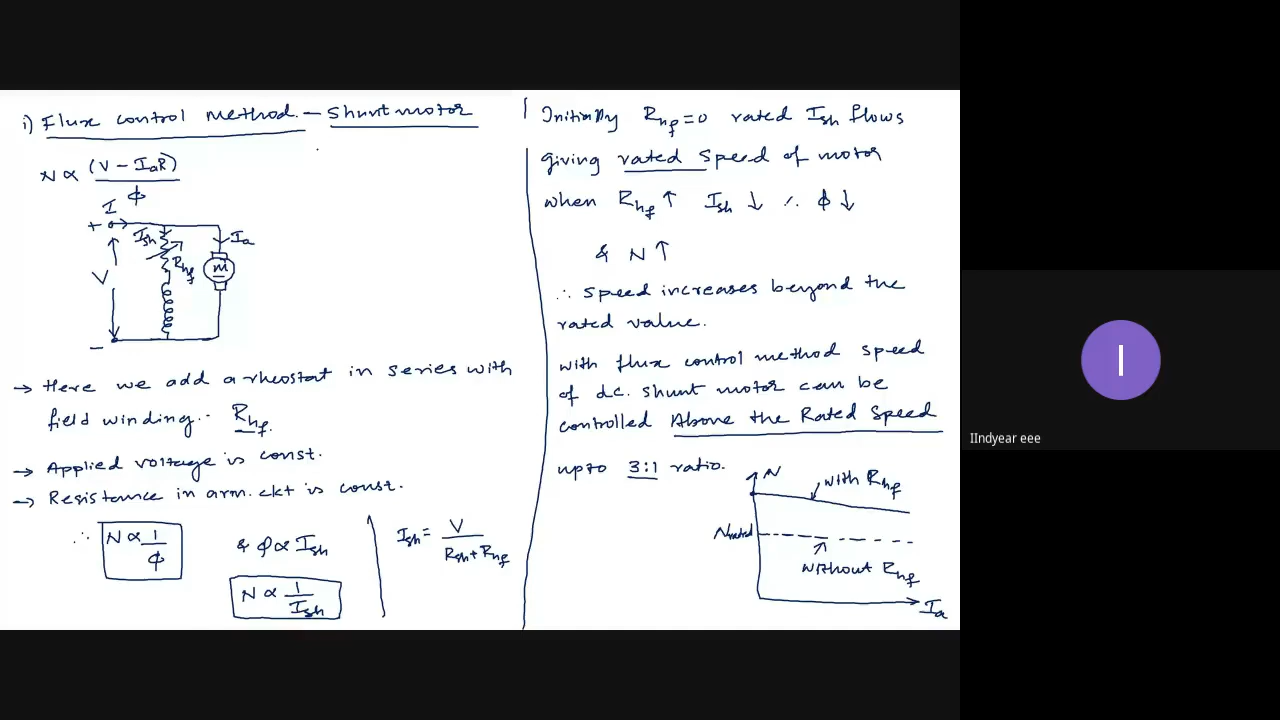 i) Flux control method. – Shunt motor
N ∝ (V - IaR) / ϕ
I
+
Ish
Ia
Rhf
V
m
–
→ Here we add a rheostat in series with
field winding.. Rhf.
→ Applied voltage is const.
→ Resistance in arm. ckt is const.
∴ N ∝ 1/ϕ & ϕ ∝ Ish
N ∝ 1/Ish
Ish = V / Rsh + Rhf
Initially Rhf = 0 rated Ish flows
giving rated speed of motor
when Rhf ↑ Ish ↓ ∴ ϕ ↓
& N ↑
∴ speed increases beyond the
rated value.
with flux control method speed
of dc. shunt motor can be
controlled Above the Rated Speed
upto 3:1 ratio.
N
with Rhf
Nrated
without Rhf
Ia
I
IIndyear eee